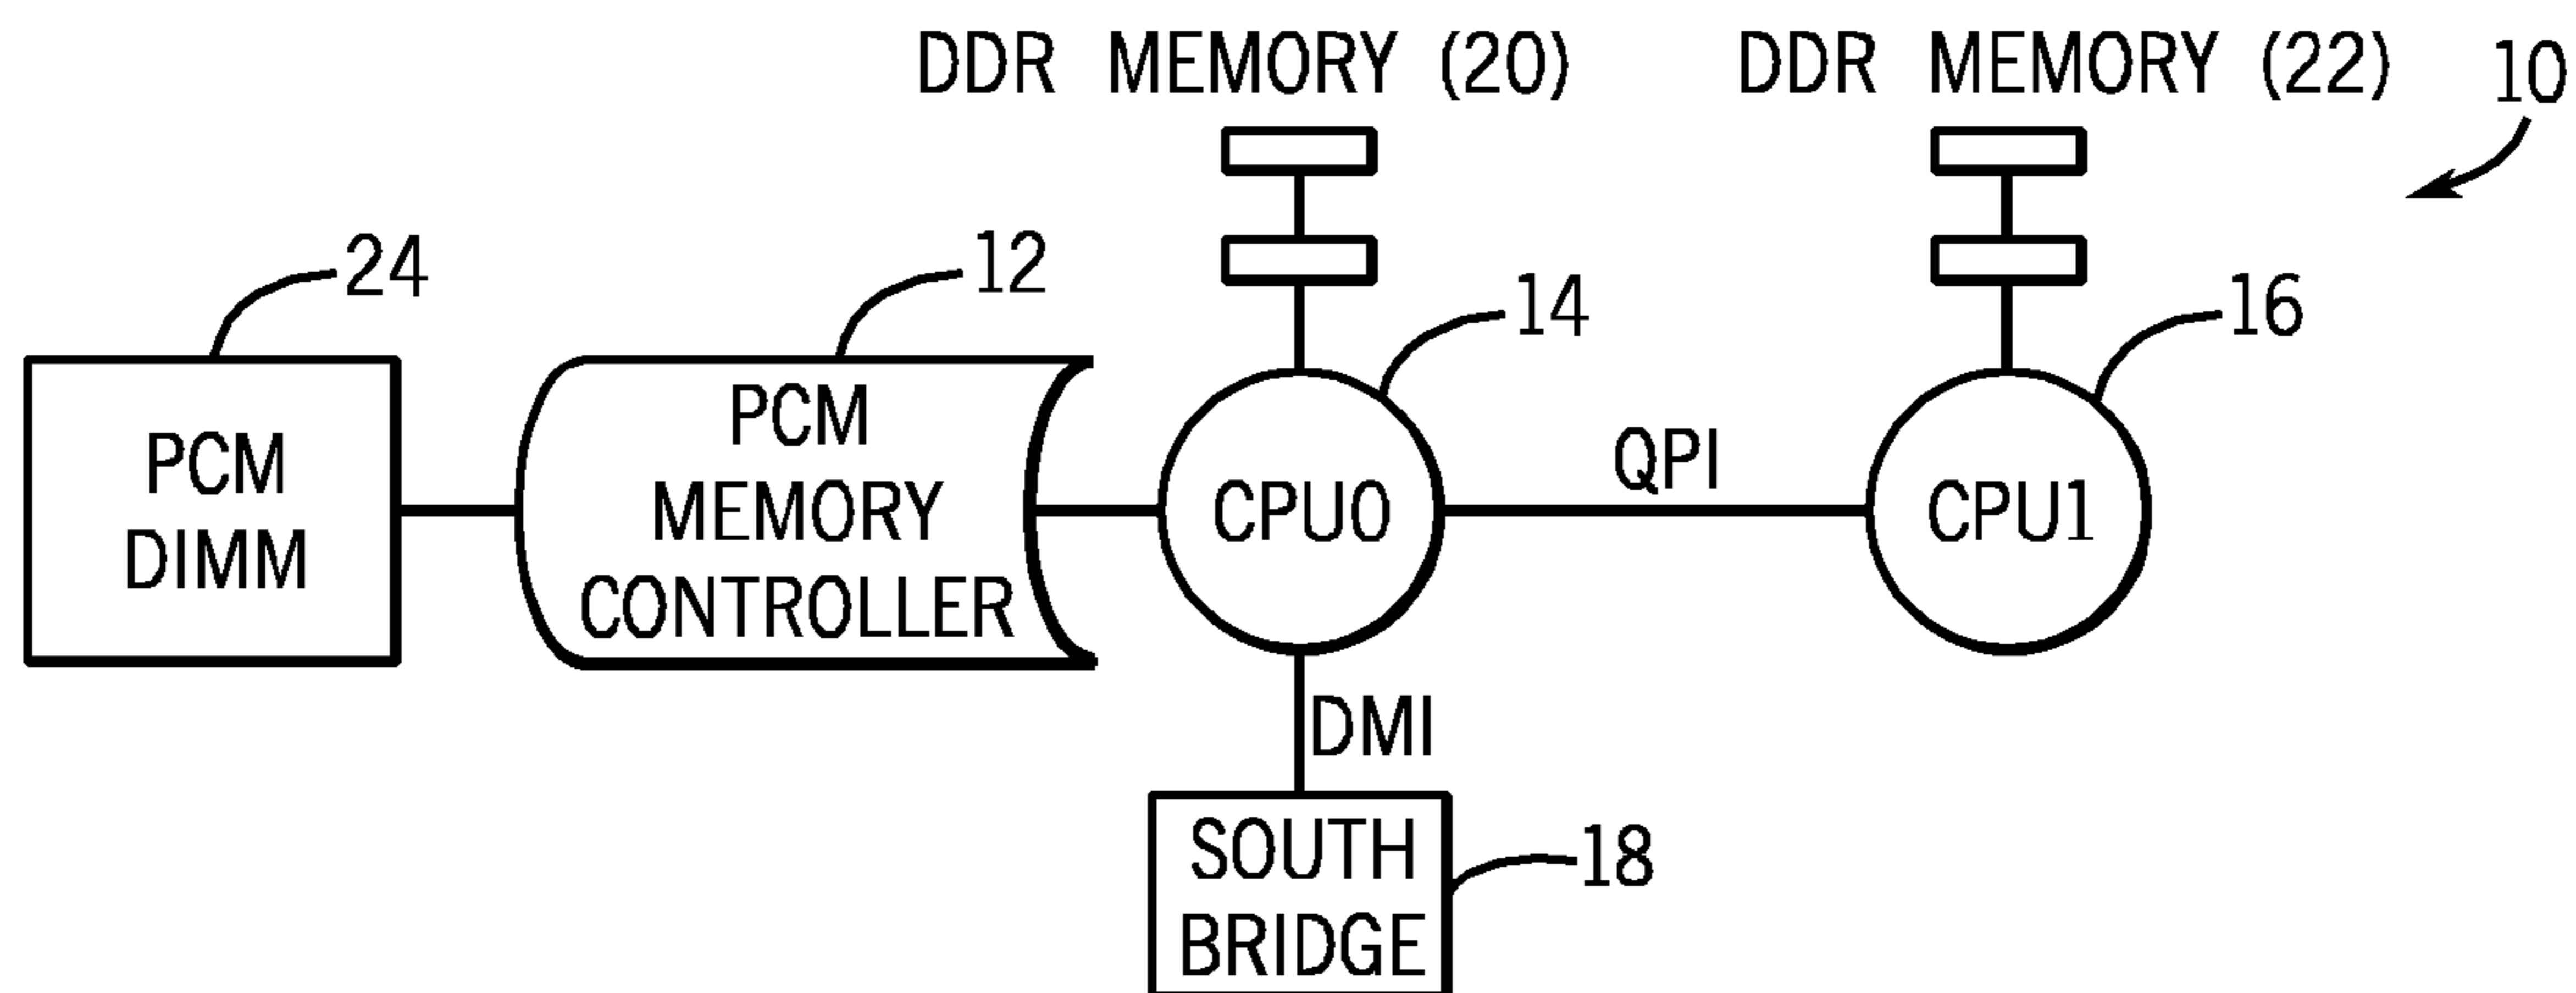 DDR MEMORY (20)
DDR MEMORY (22)
10
24
12
14
16
PCM
DIMM
PCM
MEMORY
CONTROLLER
CPU0
QPI
CPU1
DMI
SOUTH
BRIDGE
18